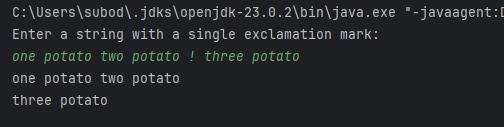 C:\Users\subod\.jdks\openjdk-23.0.2\bin\java.exe "-javaagent:
Enter a string with a single exclamation mark:
one potato two potato ! three potato
one potato two potato
three potato